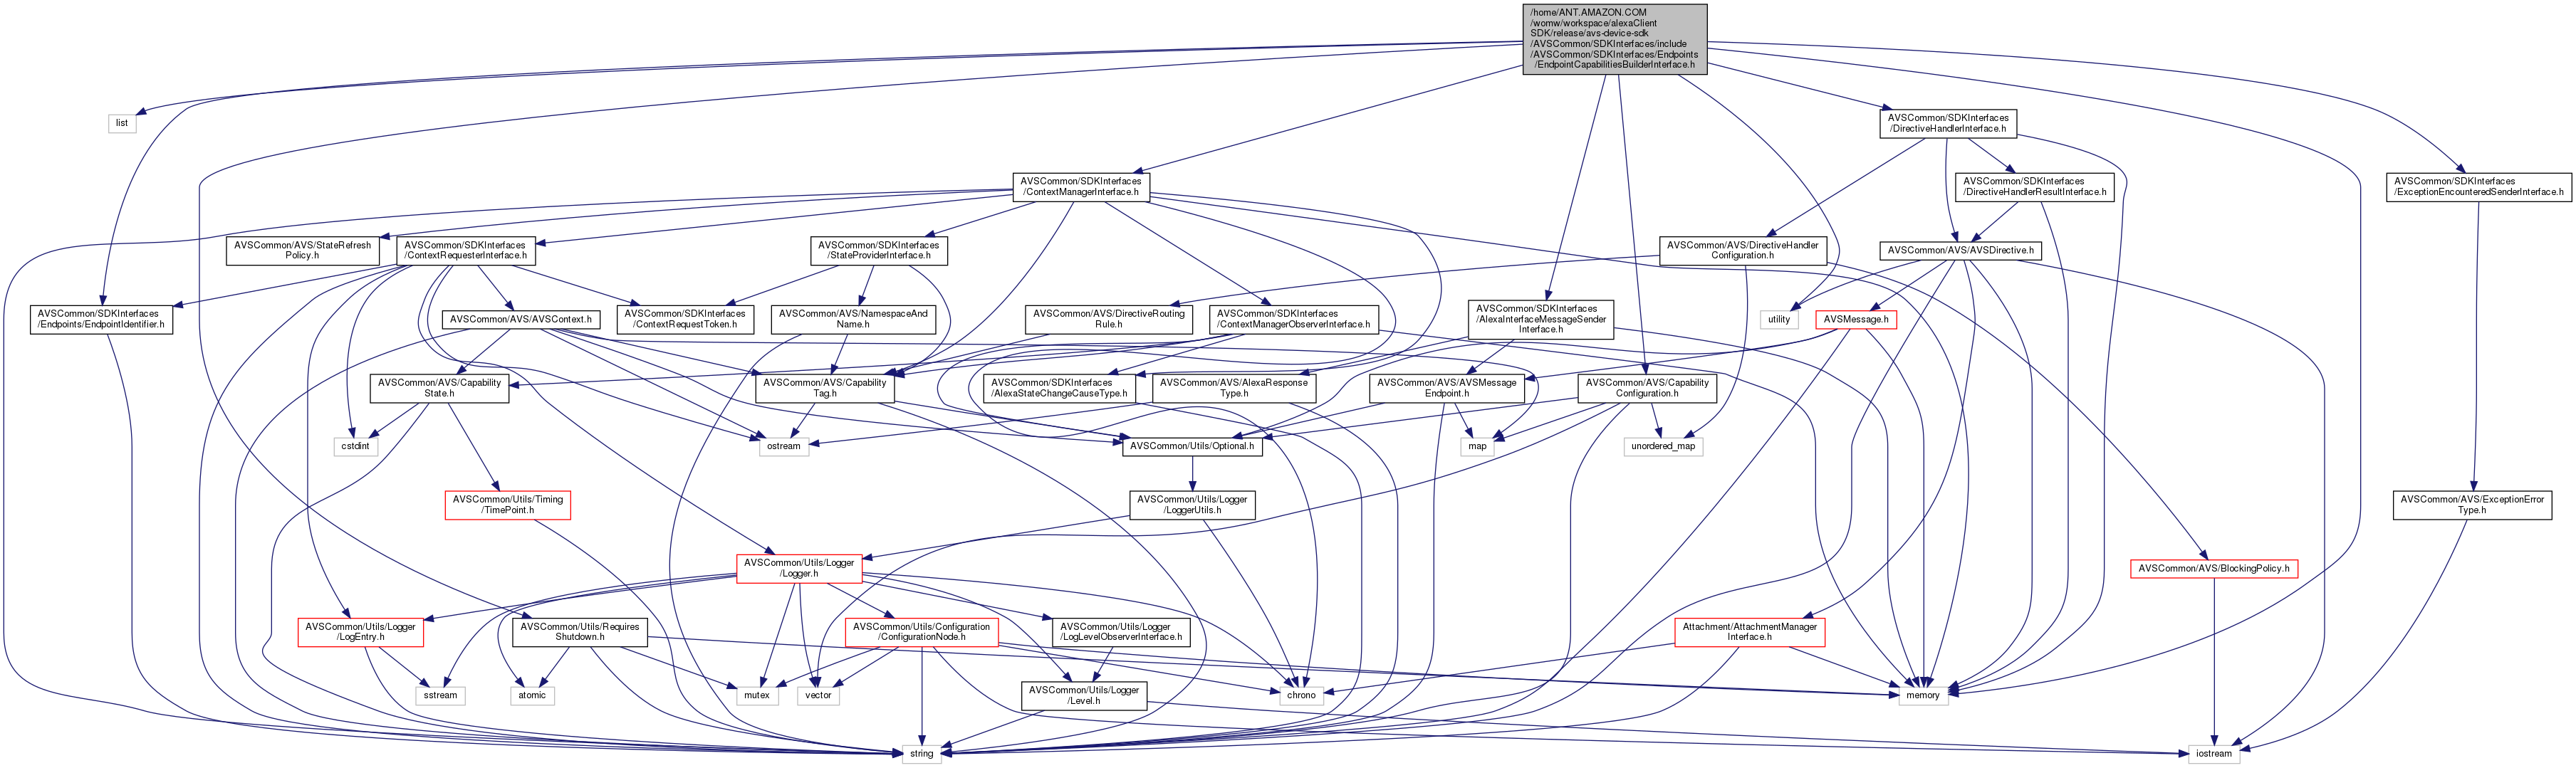 /home/ANT.AMAZON.COM
/womw/workspace/alexaClient
SDK/release/avs-device-sdk
/AVSCommon/SDKInterfaces/include
/AVSCommon/SDKInterfaces/Endpoints
/EndpointCapabilitiesBuilderInterface.h
list
AVSCommon/SDKInterfaces
/DirectiveHandlerInterface.h
AVSCommon/SDKInterfaces
/ContextManagerInterface.h
AVSCommon/SDKInterfaces
/DirectiveHandlerResultInterface.h
AVSCommon/SDKInterfaces
/ExceptionEncounteredSenderInterface.h
AVSCommon/AVS/StateRefresh
Policy.h
AVSCommon/SDKInterfaces
/ContextRequesterInterface.h
AVSCommon/SDKInterfaces
/StateProviderInterface.h
AVSCommon/AVS/DirectiveHandler
Configuration.h
AVSCommon/AVS/AVSDirective.h
AVSCommon/SDKInterfaces
/Endpoints/EndpointIdentifier.h
AVSCommon/AVS/AVSContext.h
AVSCommon/SDKInterfaces
/ContextRequestToken.h
AVSCommon/AVS/NamespaceAnd
Name.h
AVSCommon/AVS/DirectiveRouting
Rule.h
AVSCommon/SDKInterfaces
/ContextManagerObserverInterface.h
AVSCommon/SDKInterfaces
/AlexaInterfaceMessageSender
Interface.h
utility
AVSMessage.h
AVSCommon/AVS/Capability
State.h
AVSCommon/AVS/Capability
Tag.h
AVSCommon/SDKInterfaces
/AlexaStateChangeCauseType.h
AVSCommon/AVS/AlexaResponse
Type.h
AVSCommon/AVS/AVSMessage
Endpoint.h
AVSCommon/AVS/Capability
Configuration.h
cstdint
ostream
AVSCommon/Utils/Optional.h
map
unordered_map
AVSCommon/Utils/Timing
/TimePoint.h
AVSCommon/Utils/Logger
/LoggerUtils.h
AVSCommon/AVS/ExceptionError
Type.h
AVSCommon/Utils/Logger
/Logger.h
AVSCommon/AVS/BlockingPolicy.h
AVSCommon/Utils/Logger
/LogEntry.h
AVSCommon/Utils/Requires
Shutdown.h
AVSCommon/Utils/Configuration
/ConfigurationNode.h
AVSCommon/Utils/Logger
/LogLevelObserverInterface.h
Attachment/AttachmentManager
Interface.h
sstream
atomic
mutex
vector
AVSCommon/Utils/Logger
/Level.h
chrono
memory
string
iostream